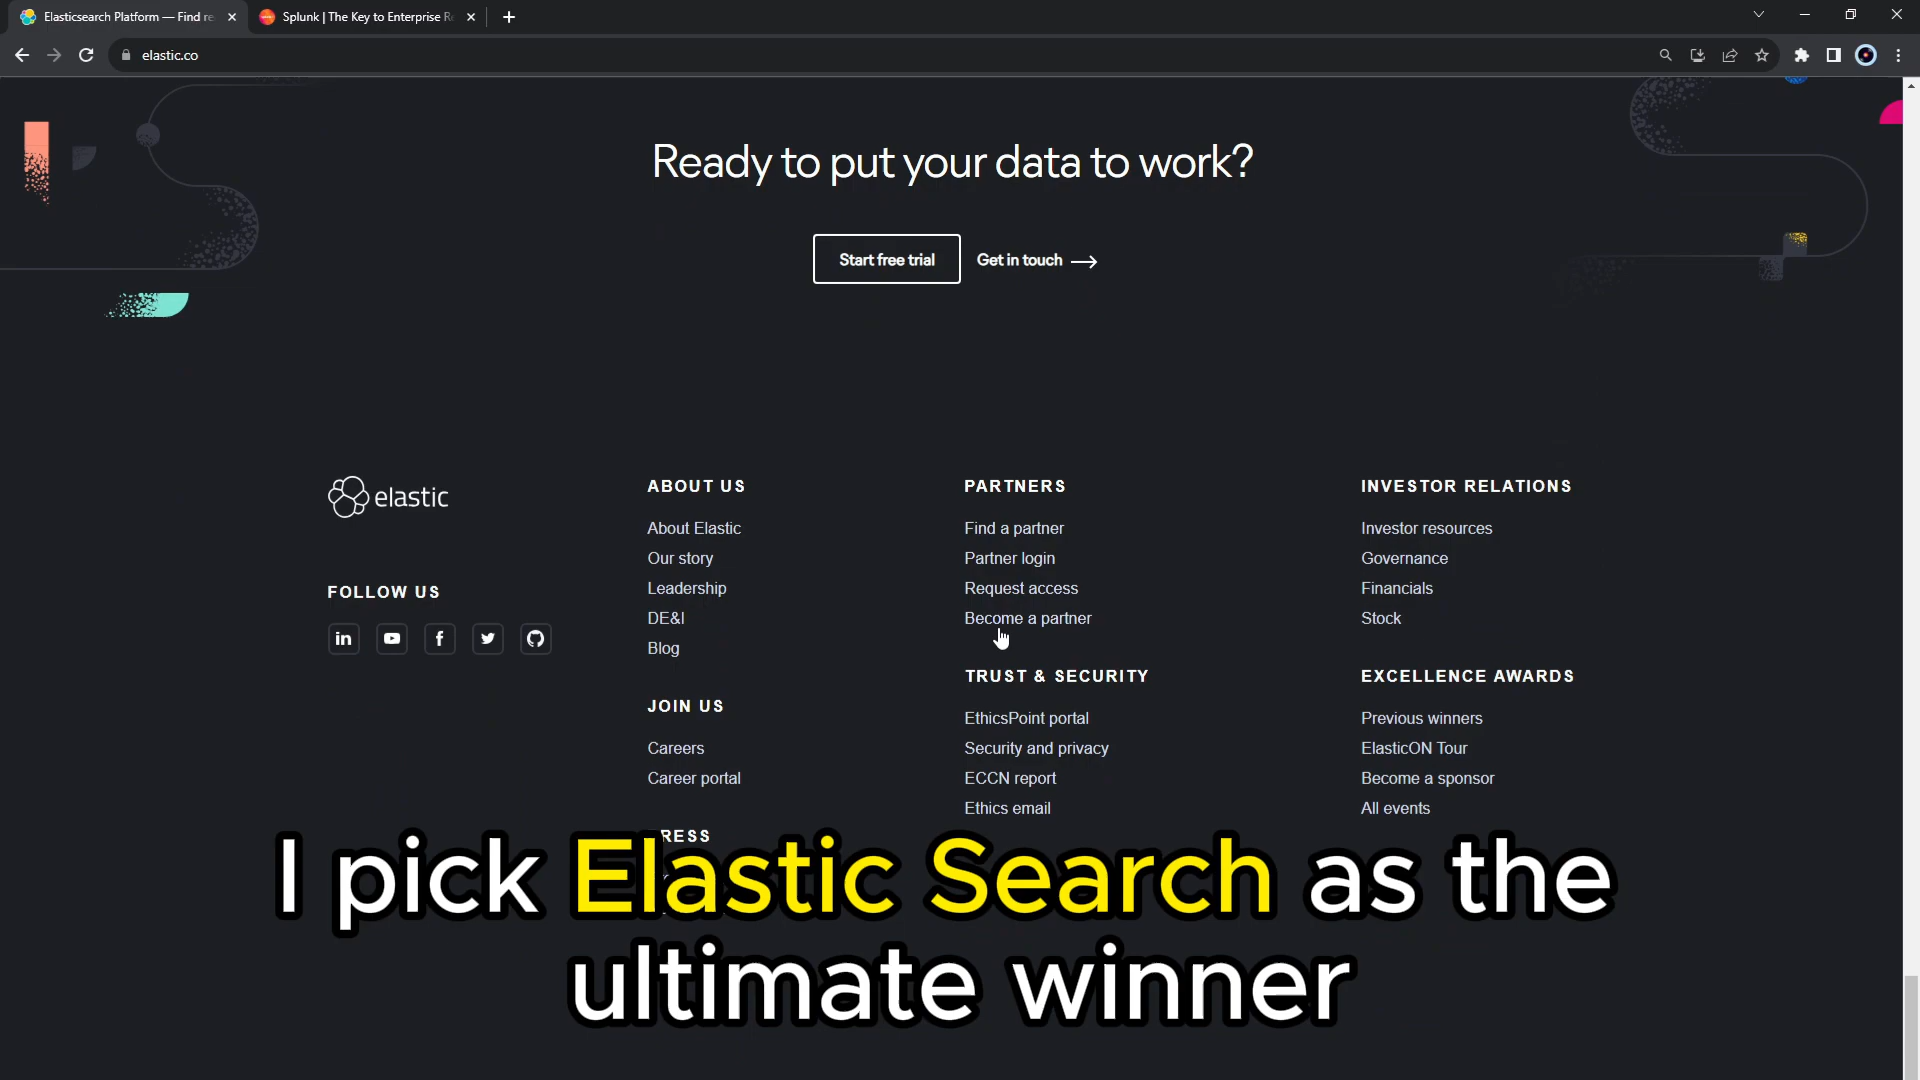 Elasticsearch Platform — Find re
Splunk | The Key to Enterprise R
elastic.co
Ready to put your data to work?
Start free trial
Get in touch
elastic
FOLLOW US
in
f
ABOUT US
About Elastic
Our story
Leadership
DE&I
Blog
JOIN US
Careers
Career portal
RESS
PARTNERS
Find a partner
Partner login
Request access
Become a partner
TRUST & SECURITY
EthicsPoint portal
Security and privacy
ECCN report
Ethics email
INVESTOR RELATIONS
Investor resources
Governance
Financials
Stock
EXCELLENCE AWARDS
Previous winners
ElasticON Tour
Become a sponsor
All events
I pick Elastic Search as the
ultimate winner